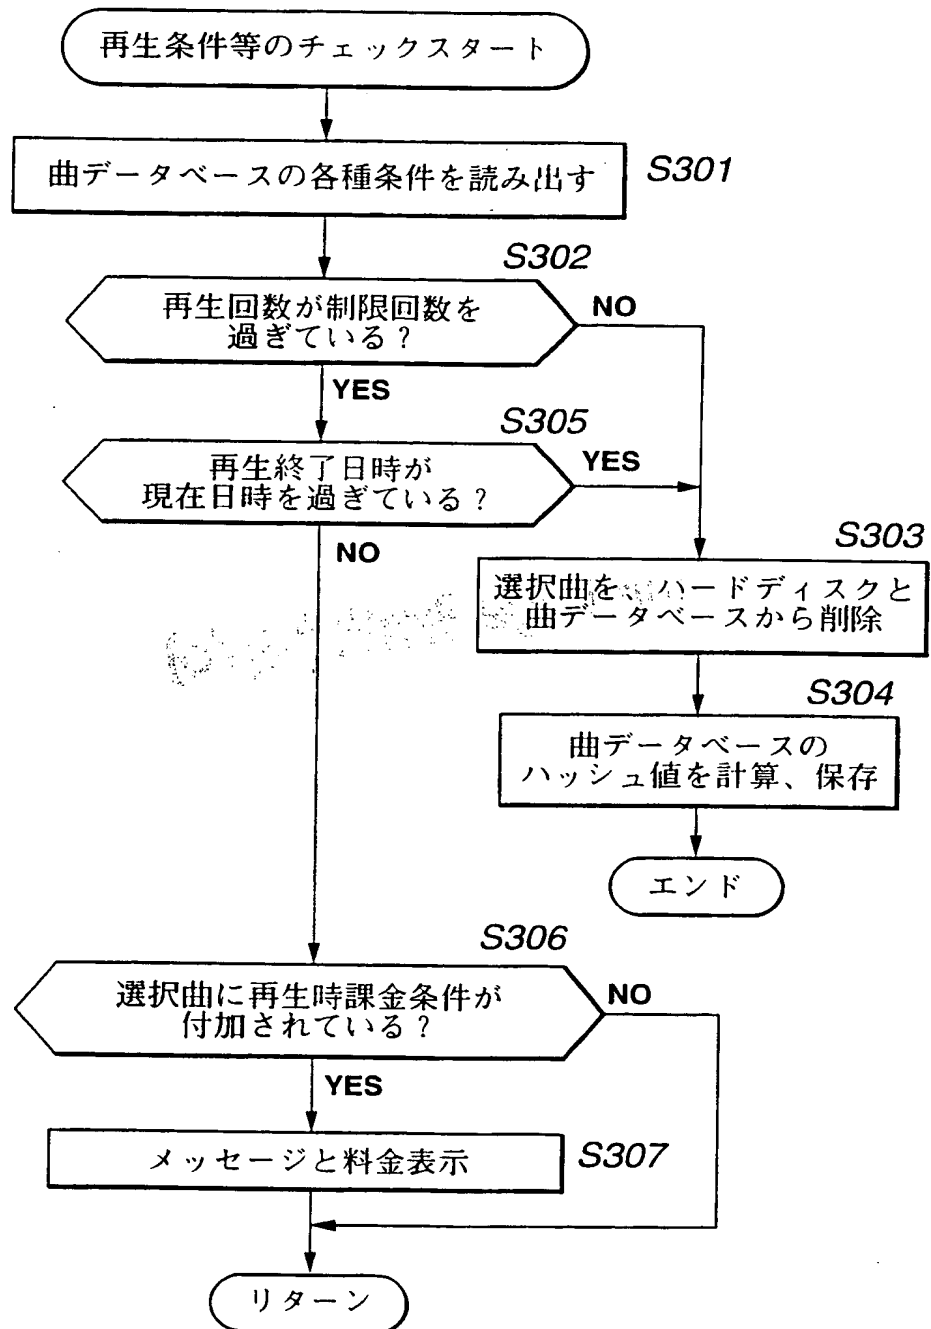 再生条件等のチェックスタート
曲データベースの各種条件を読み出す
S301
S302
再生回数が制限回数を
過ぎている?
NO
YES
S305
再生終了日時が
現在日時を過ぎている?
YES
NO
S303
選択曲を、ハードディスクと
曲データベースから削除
S304
曲データベースの
ハッシュ値を計算、保存
エンド
S306
選択曲に再生時課金条件が
付加されている?
NO
YES
メッセージと料金表示
S307
リターン